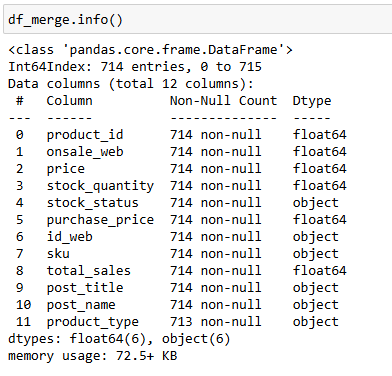 df_merge.info()
<class 'pandas.core.frame.DataFrame'>
Int64Index: 714 entries, 0 to 715
Data columns (total 12 columns):
 #   Column          Non-Null Count  Dtype
---  ------          --------------  -----
 0   product_id      714 non-null    float64
 1   onsale_web      714 non-null    float64
 2   price           714 non-null    float64
 3   stock_quantity  714 non-null    float64
 4   stock_status    714 non-null    object
 5   purchase_price  714 non-null    float64
 6   id_web          714 non-null    object
 7   sku             714 non-null    object
 8   total_sales     714 non-null    float64
 9   post_title      714 non-null    object
 10  post_name       714 non-null    object
 11  product_type    713 non-null    object
dtypes: float64(6), object(6)
memory usage: 72.5+ KB